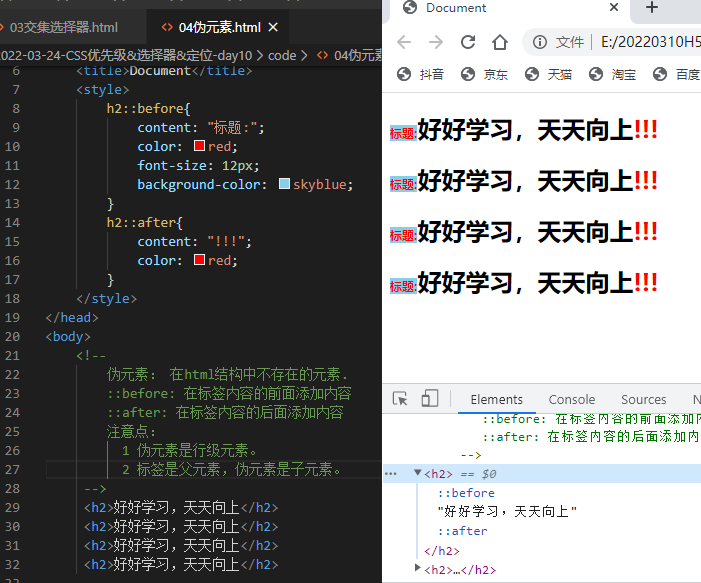 03交集选择器.html
04伪元素.html
2022-03-24-CSS优先级&选择器&定位-day10 > code > 04伪元素
6 <title>Document</title>
7 <style>
8 h2::before{
9 content: "标题:";
10 color: red;
11 font-size: 12px;
12 background-color: skyblue;
13 }
14 h2::after{
15 content: "!!!";
16 color: red;
17 }
18 </style>
19 </head>
20 <body>
21 <!--
22 伪元素: 在html结构中不存在的元素.
23 ::before: 在标签内容的前面添加内容
24 ::after: 在标签内容的后面添加内容
25 注意点:
26 1 伪元素是行级元素。
27 2 标签是父元素，伪元素是子元素。
28 -->
29 <h2>好好学习，天天向上</h2>
30 <h2>好好学习，天天向上</h2>
31 <h2>好好学习，天天向上</h2>
32 <h2>好好学习，天天向上</h2>
Document
文件 E:/20220310H5
抖音 京东 天猫 淘宝 百度
标题:好好学习，天天向上!!!
标题:好好学习，天天向上!!!
标题:好好学习，天天向上!!!
标题:好好学习，天天向上!!!
Elements Console Sources N
::before: 在标签内容的前面添加内
::after: 在标签内容的后面添加内
-->
<h2> == $0
::before
"好好学习，天天向上"
::after
</h2>
<h2>…</h2>